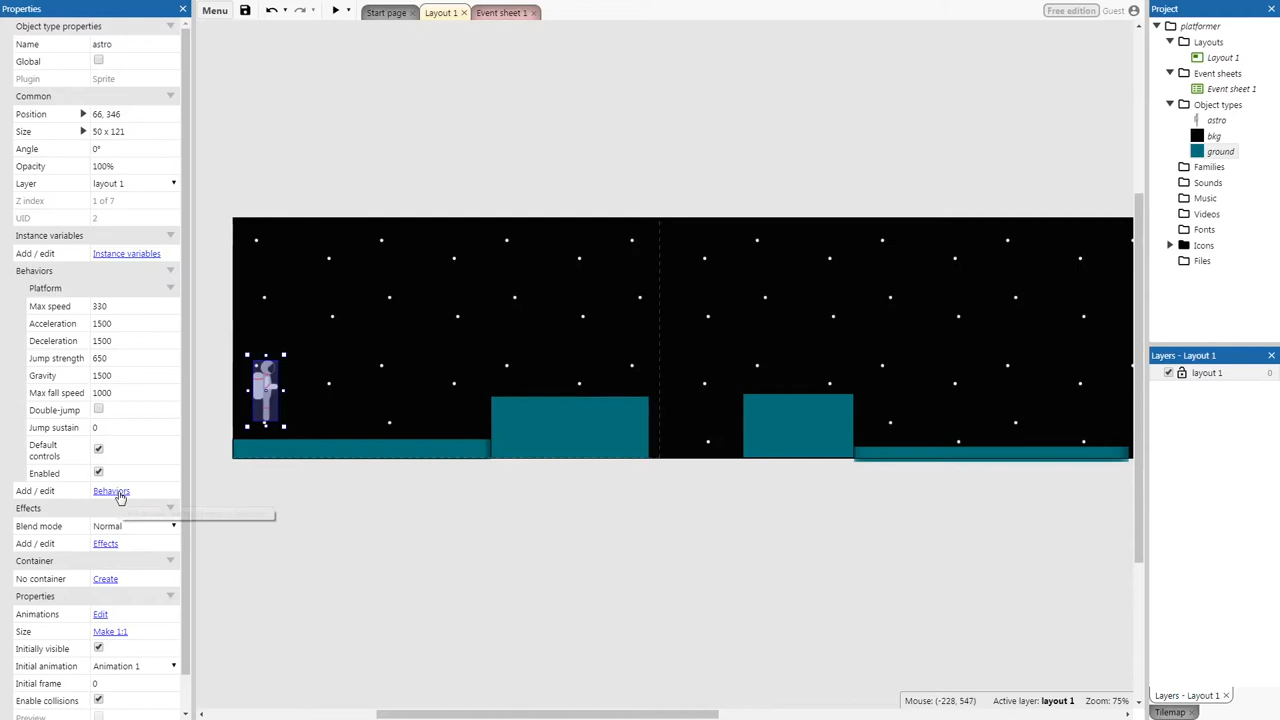 Properties
Object type properties
Name astro
Global
Plugin Sprite
Common
Position 66, 346
Size 50 x 121
Angle 0°
Opacity 100%
Layer layout 1
Z index 1 of 7
UID 2
Instance variables
Add / edit Instance variables
Behaviors
Platform
Max speed 330
Acceleration 1500
Deceleration 1500
Jump strength 650
Gravity 1500
Max fall speed 1000
Double-jump
Jump sustain 0
Default
controls
Enabled
Add / edit Behaviors
Effects
Blend mode Normal
Add / edit Effects
Container
No container Create
Properties
Animations Edit
Size Make 1:1
Initially visible
Initial animation Animation 1
Initial frame 0
Enable collisions
Preview
Menu
Start page Layout 1 Event sheet 1
Free edition Guest
Mouse: (-228, 547) Active layer: layout 1 Zoom: 75%
Project
platformer
Layouts
Layout 1
Event sheets
Event sheet 1
Object types
astro
bkg
ground
Families
Sounds
Music
Videos
Fonts
Icons
Files
Layers - Layout 1
layout 1 0
Layers - Layout 1
Tilemap